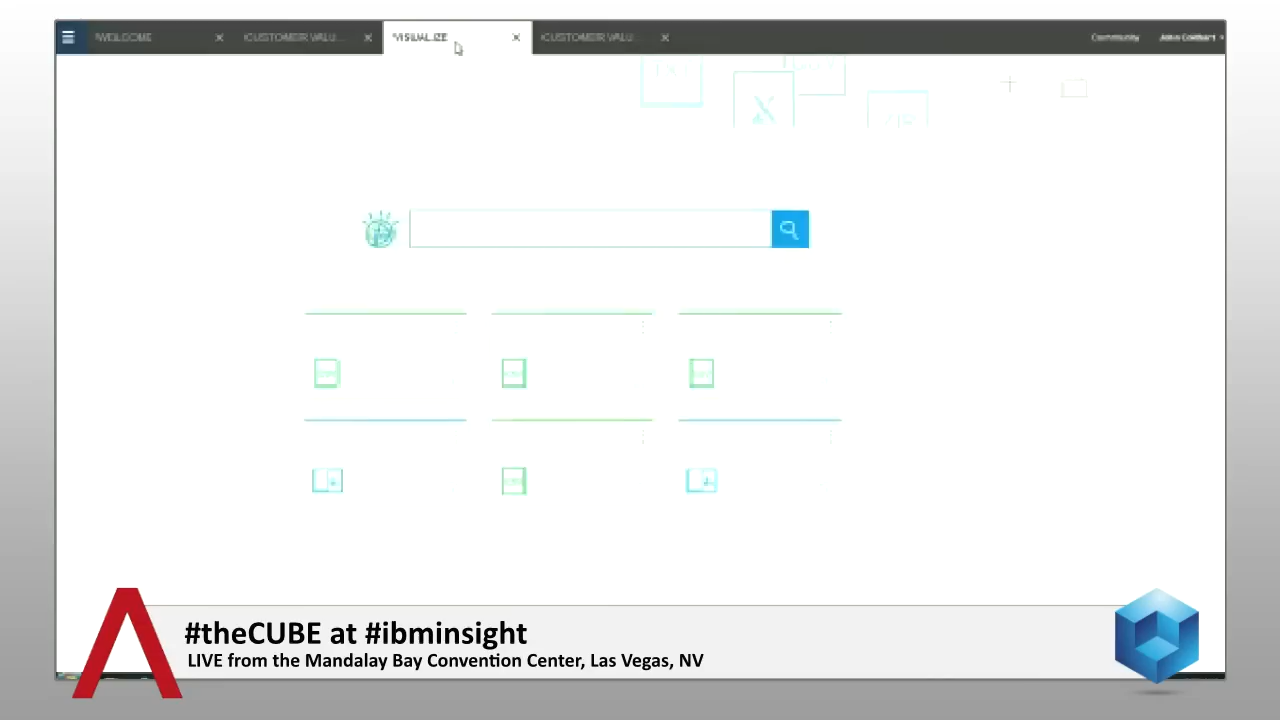 *WELCOME
*CUSTOMER VALU...
*VISUALIZE
*CUSTOMER VALU...
Community
TXT
#theCUBE at #ibminsight
LIVE from the Mandalay Bay Convention Center, Las Vegas, NV